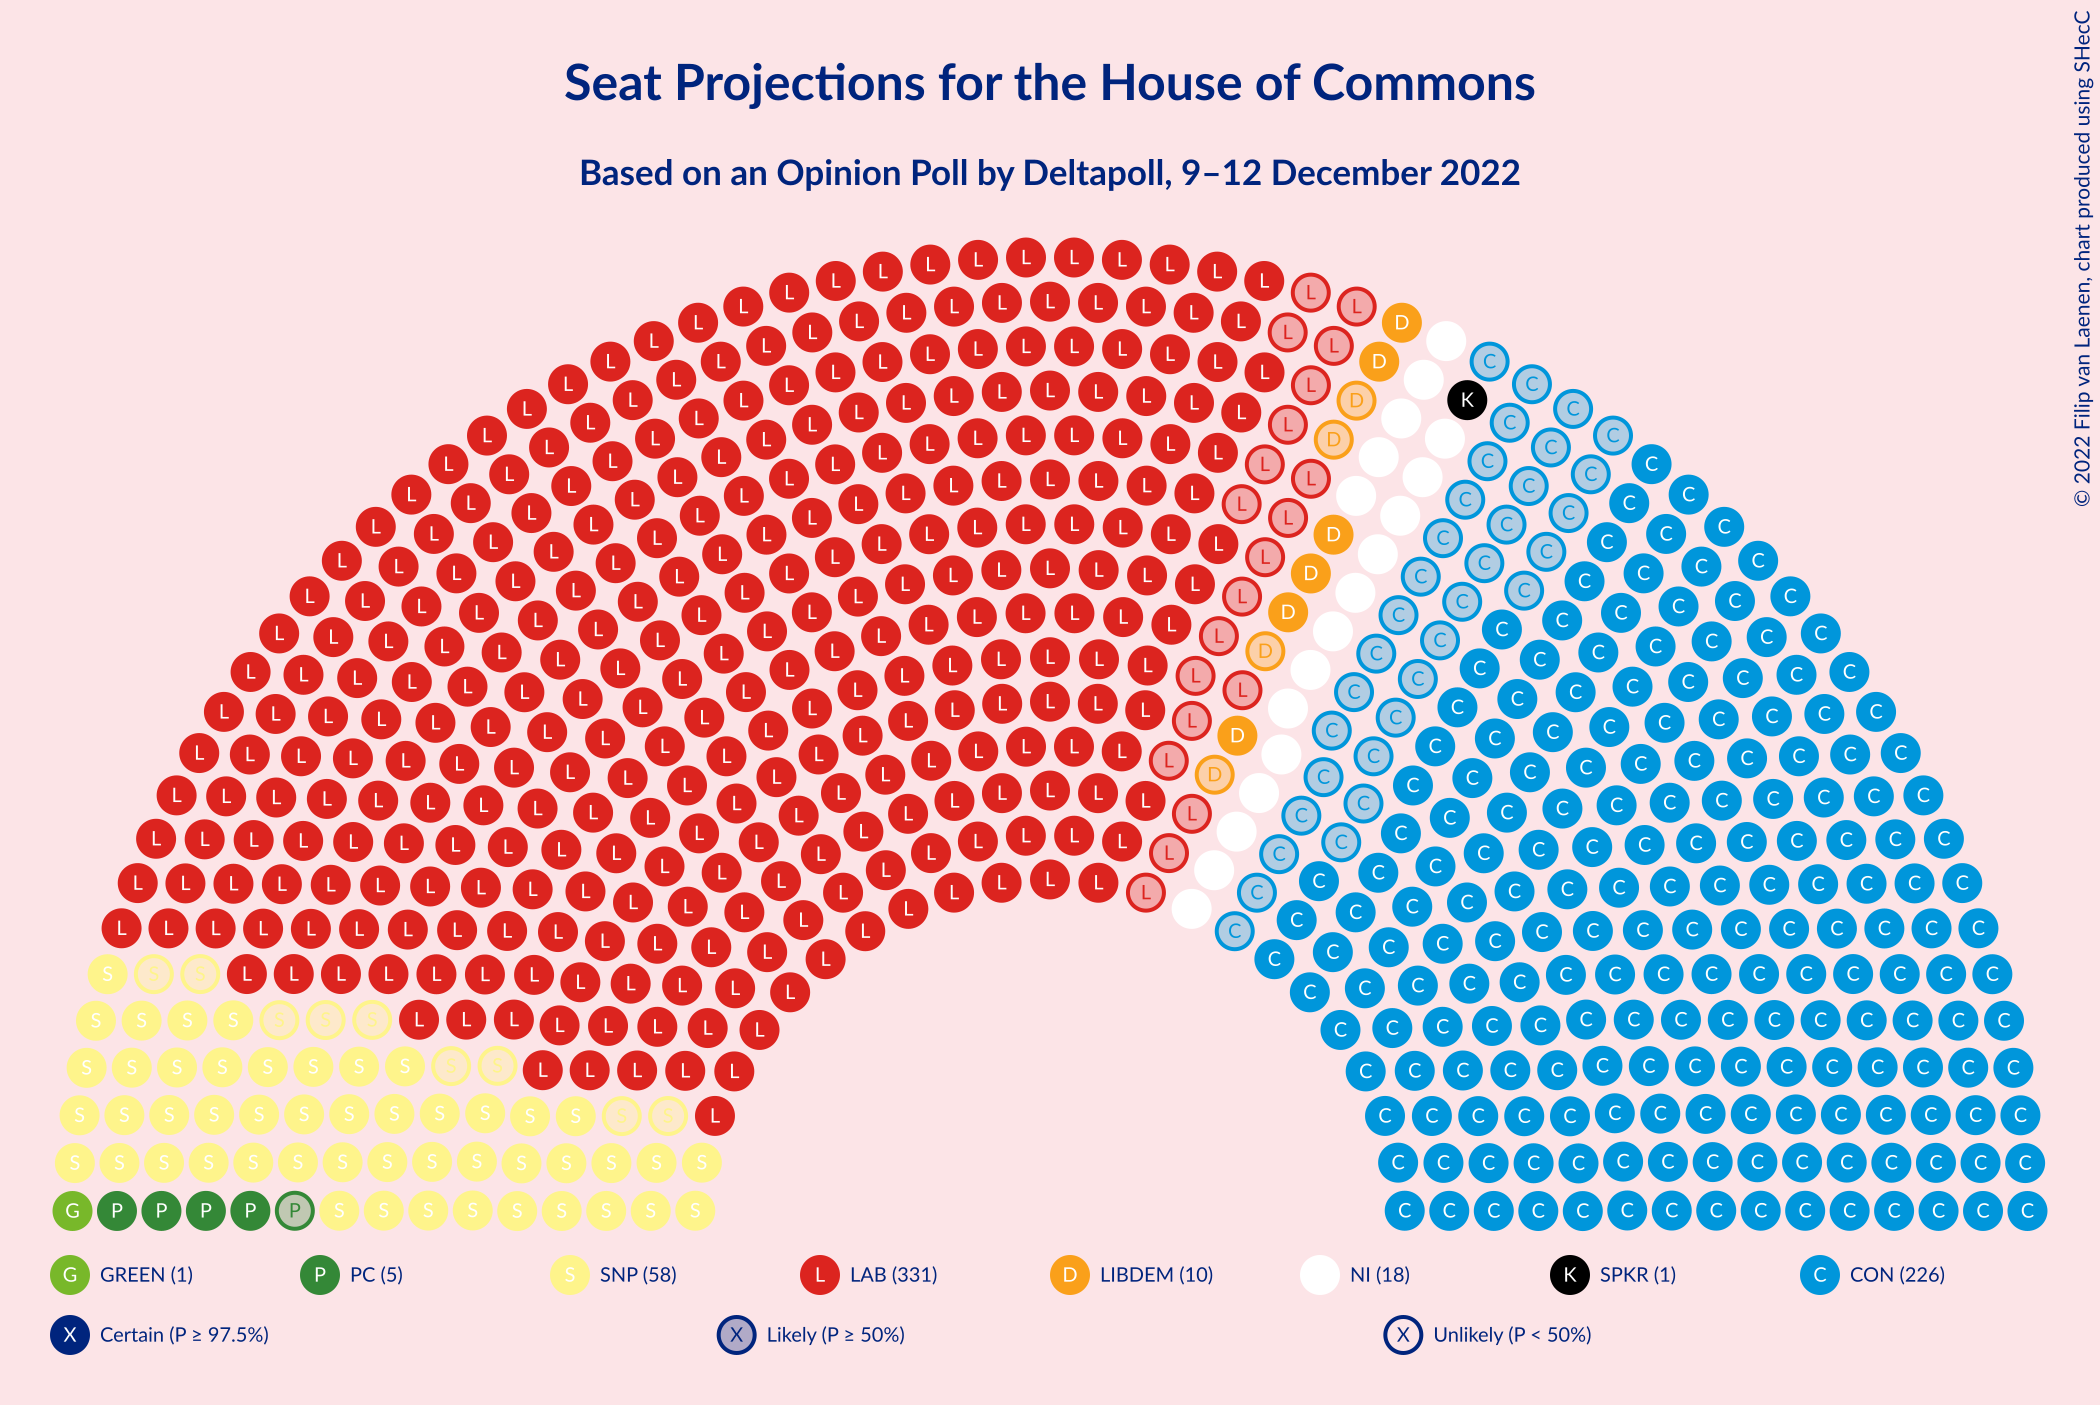 Seat Projections for the House of Commons
Based on an Opinion Poll by Deltapoll, 9–12 December 2022
© 2022 Filip van Laenen, chart produced using SHecC
G GREEN (1)
P PC (5)
S SNP (58)
L LAB (331)
D LIBDEM (10)
NI (18)
K SPKR (1)
C CON (226)
X Certain (P ≥ 97.5%)
X Likely (P ≥ 50%)
X Unlikely (P < 50%)